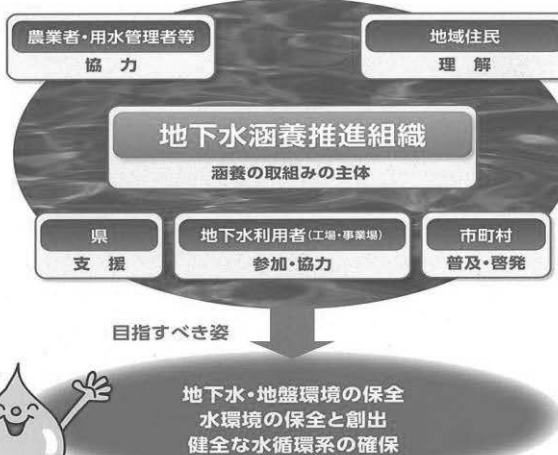 農業者・用水管理者等
協力
地域住民
理解
地下水涵養推進組織
涵養の取組みの主体
県
支援
地下水利用者(工場・事業場)
参加・協力
市町村
普及・啓発
目指すべき姿
地下水・地盤環境の保全
水環境の保全と創出
健全な水循環系の確保